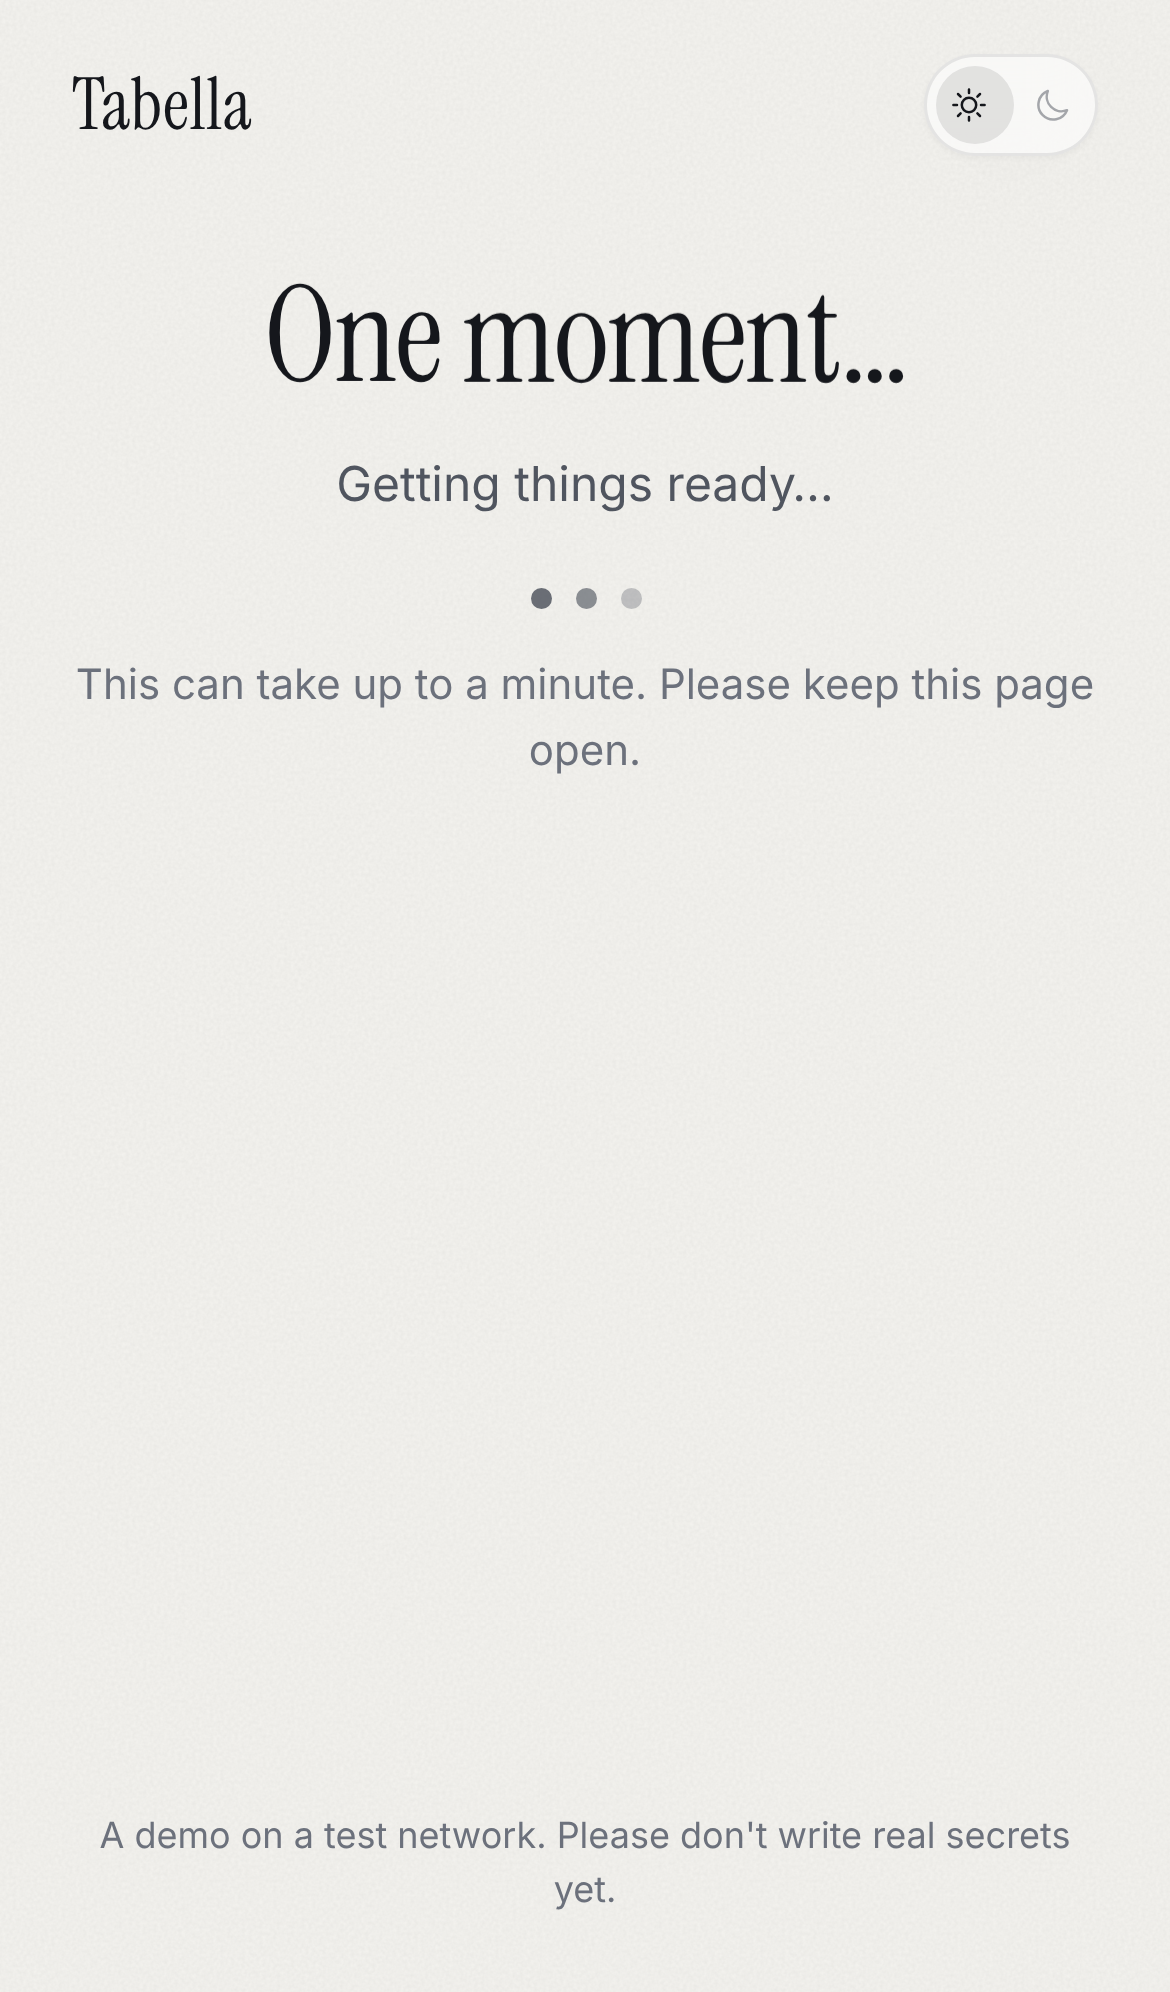 Tabella
One moment...
Getting things ready...
This can take up to a minute. Please keep this page
open.
A demo on a test network. Please don't write real secrets
yet.